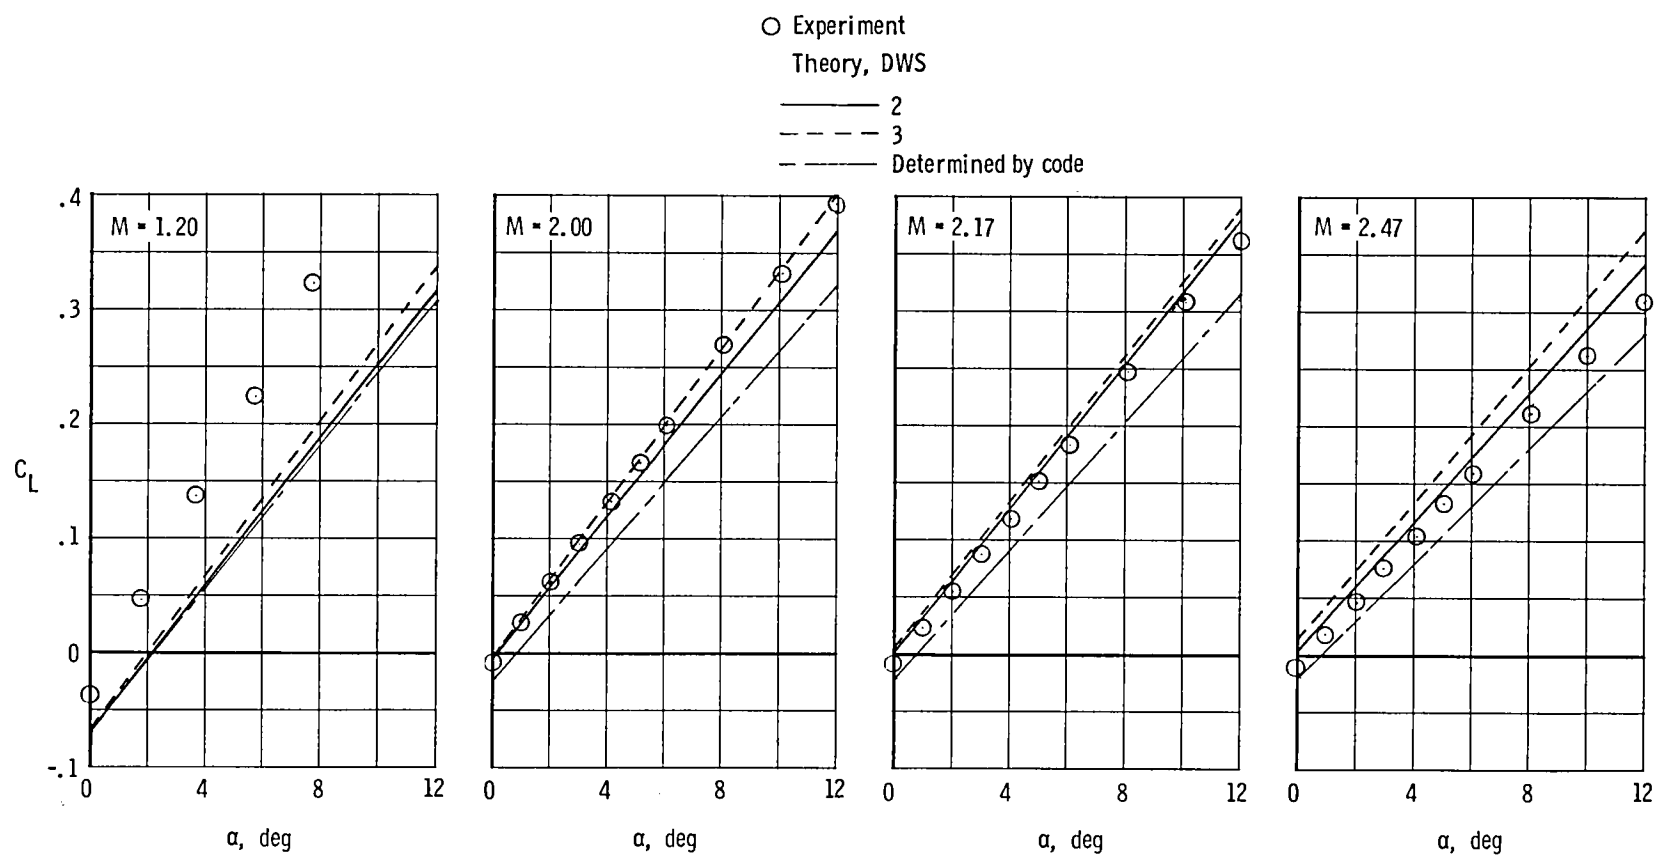 Experiment
Theory, DWS
2
3
Determined by code
M = 1.20
M = 2.00
M = 2.17
M = 2.47
.4
.3
.2
.1
0
-.1
C_L
0 4 8 12
0 4 8 12
0 4 8 12
0 4 8 12
α, deg
α, deg
α, deg
α, deg